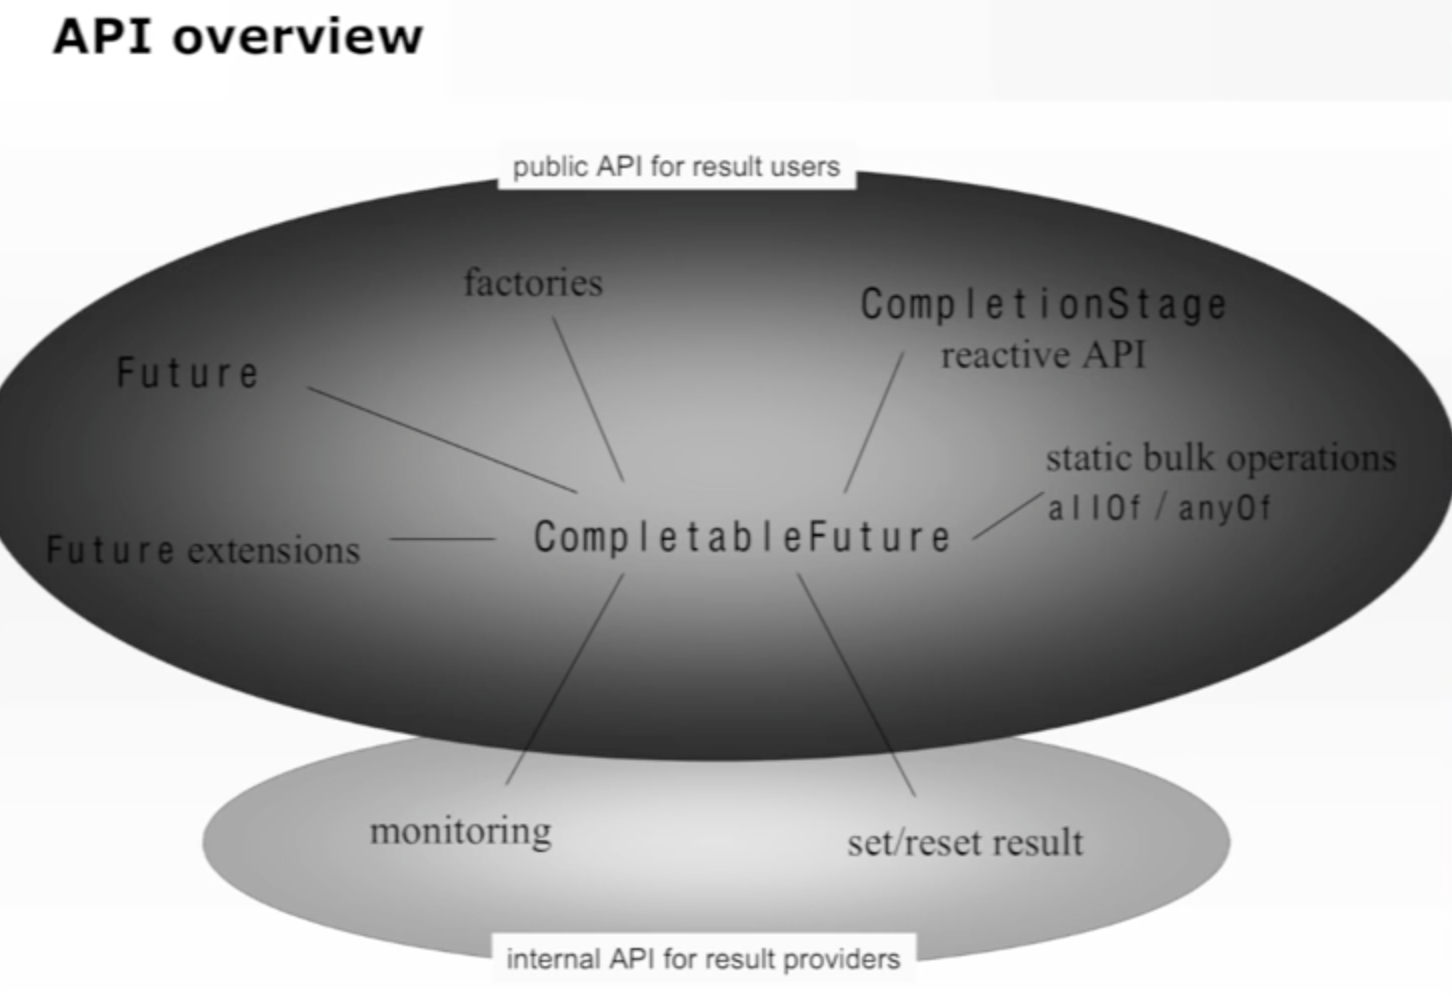 API overview
public API for result users
factories
CompletionStage
reactive API
Future
static bulk operations
allOf / anyOf
Future extensions
CompletableFuture
monitoring
set/reset result
internal API for result providers